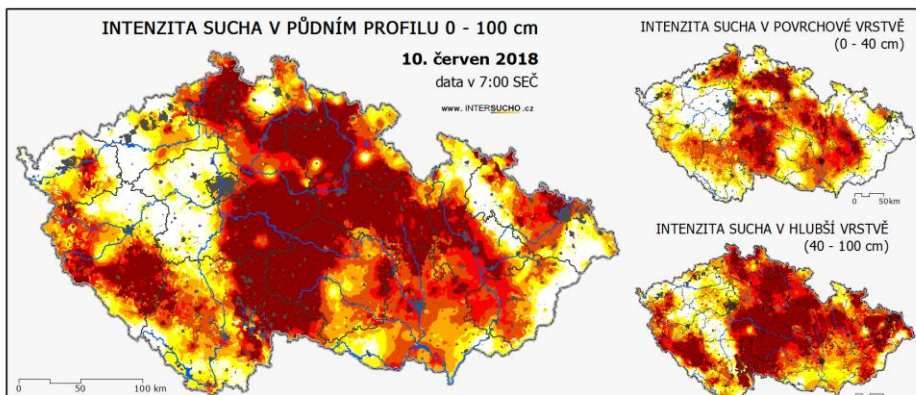 INTENZITA SUCHA V PŮDNÍM PROFILU 0 - 100 cm
10. červen 2018
data v 7:00 SEČ
www. INTERSUCHO .cz
0 50 100 km
INTENZITA SUCHA V POVRCHOVÉ VRSTVĚ
(0 - 40 cm)
0 50km
INTENZITA SUCHA V HLUBŠÍ VRSTVĚ
(40 - 100 cm)